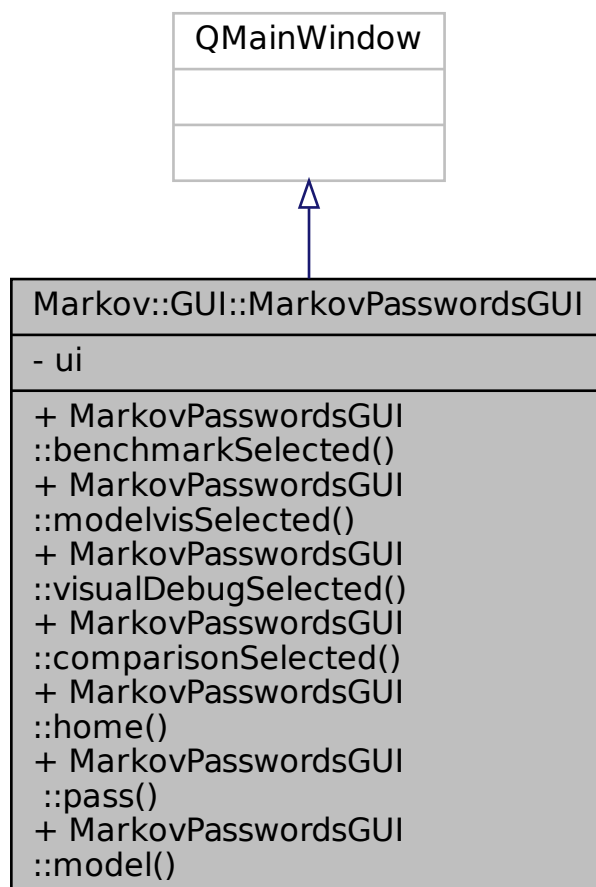 QMainWindow
Markov::GUI::MarkovPasswordsGUI
- ui
+ MarkovPasswordsGUI
::benchmarkSelected()
+ MarkovPasswordsGUI
::modelvisSelected()
+ MarkovPasswordsGUI
::visualDebugSelected()
+ MarkovPasswordsGUI
::comparisonSelected()
+ MarkovPasswordsGUI
::home()
+ MarkovPasswordsGUI
::pass()
+ MarkovPasswordsGUI
::model()